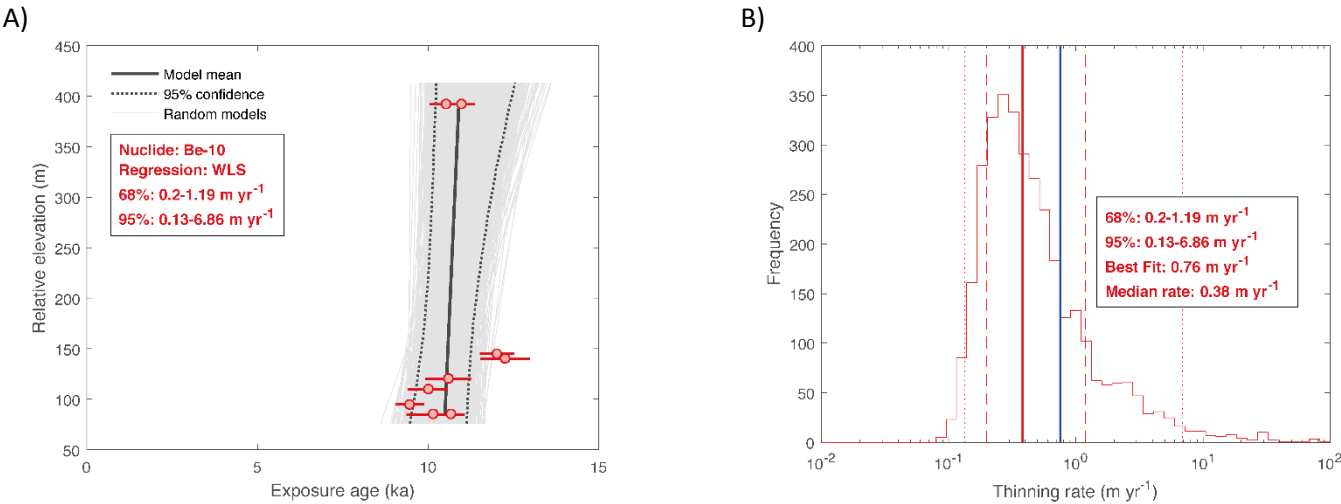 A)
450
400
350
300
250
200
150
100
50
Relative elevation (m)
Model mean
95% confidence
Random models
Nuclide: Be-10
Regression: WLS
68%: 0.2-1.19 m yr⁻¹
95%: 0.13-6.86 m yr⁻¹
0 5 10 15
Exposure age (ka)
B)
400
350
300
250
200
150
100
50
0
Frequency
68%: 0.2-1.19 m yr⁻¹
95%: 0.13-6.86 m yr⁻¹
Best Fit: 0.76 m yr⁻¹
Median rate: 0.38 m yr⁻¹
10⁻² 10⁻¹ 10⁰ 10¹ 10²
Thinning rate (m yr⁻¹)